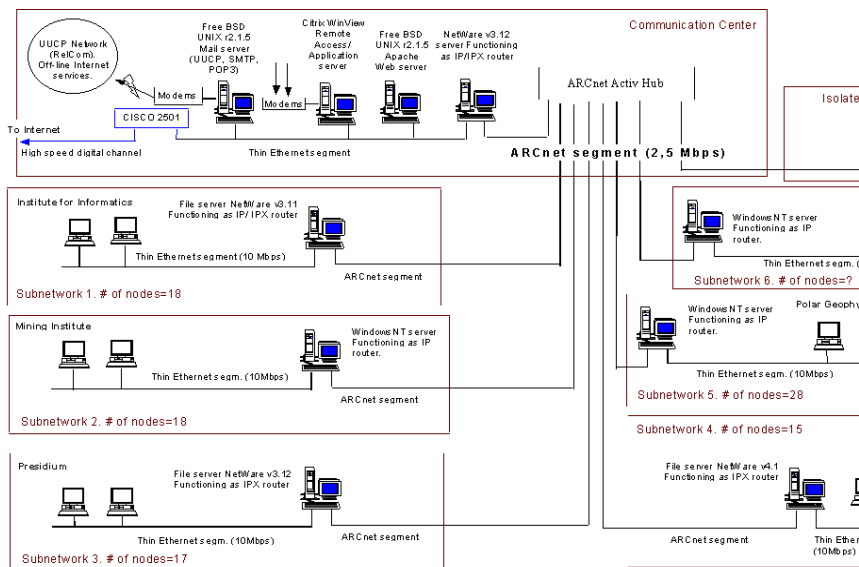 Communication Center
UUCP Network
(RelCom).
Off-line Internet
services.
Free BSD
UNIX r2.1.5
Mail server
(UUCP, SMTP,
POP3)
Citrix WinView
Remote
Access/
Application
server
Free BSD
UNIX r2.1.5
Apache
Web server
NetWare v3.12
server Functioning
as IP/IPX router
ARCnet Activ Hub
Modems
Modems
CISCO 2501
To Internet
High speed digital channel
Thin Ethernet segment
ARCnet segment (2,5 Mbps)
Isolate
Institute for Informatics
File server NetWare v3.11
Functioning as IP/ IPX router
Thin Ethernet segment (10 Mbps)
ARCnet segment
Subnetwork 1. # of nodes=18
Mining Institute
WindowsNT server
Functioning as IP
router.
Thin Ethernet segm. (10Mbps)
ARCnet segment
Subnetwork 2. # of nodes=18
Presidium
File server NetWare v3.12
Functioning as IPX router
Thin Ethernet segm. (10Mbps)
ARCnet segment
Subnetwork 3. # of nodes=17
WindowsNT server
Functioning as IP
router.
Thin Ethernet segm. (
Subnetwork 6. # of nodes=?
WindowsNT server
Functioning as IP
router.
Polar Geophy
Thin Ethernet segm. (10Mbps)
Subnetwork 5. # of nodes=28
Subnetwork 4. # of nodes=15
File server NetWare v4.1
Functioning as IPX router
ARCnet segment
Thin Ether
(10Mbps)